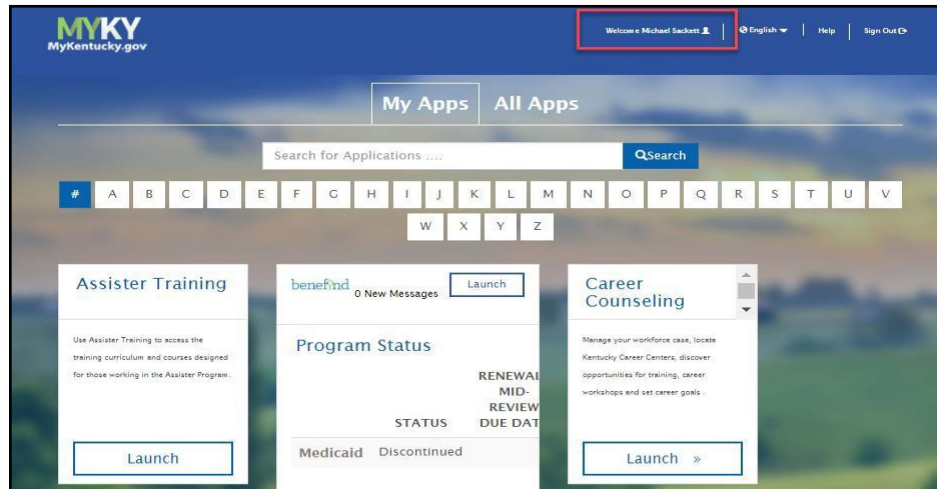 MYKY
MyKentucky.gov
Welcome Michael Sackett
English
Help
Sign Out
My Apps
All Apps
Search for Applications ....
Search
# A B C D E F G H I J K L M N O P Q R S T U V
W X Y Z
Assister Training
Use Assister Training to access the
training curriculum and courses designed
for those working in the Assister Program.
Launch
benefind
0 New Messages
Launch
Program Status
STATUS
RENEWAL
MID-
REVIEW
DUE DAT
Medicaid Discontinued
Career
Counseling
Manage your workforce case, locate
Kentucky Career Centers, discover
opportunities for training, career
workshops and set career goals .
Launch »